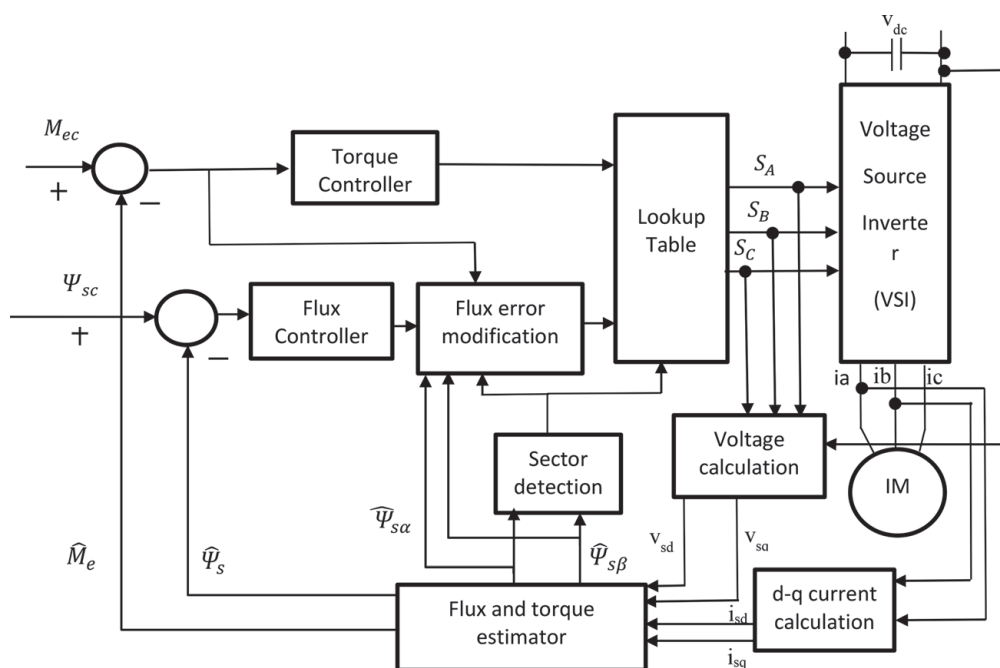 V_dc
M_ec
+
−
Torque
Controller
Lookup
Table
S_A
S_B
S_C
Voltage
Source
Inverte
r
(VSI)
Ψ_sc
+
−
Flux
Controller
Flux error
modification
ia
ib
ic
Voltage
calculation
IM
Sector
detection
Ψ̂_sα
Ψ̂_sβ
M̂_e
Ψ̂_s
v_sd
v_sq
Flux and torque
estimator
i_sd
i_sq
d-q current
calculation